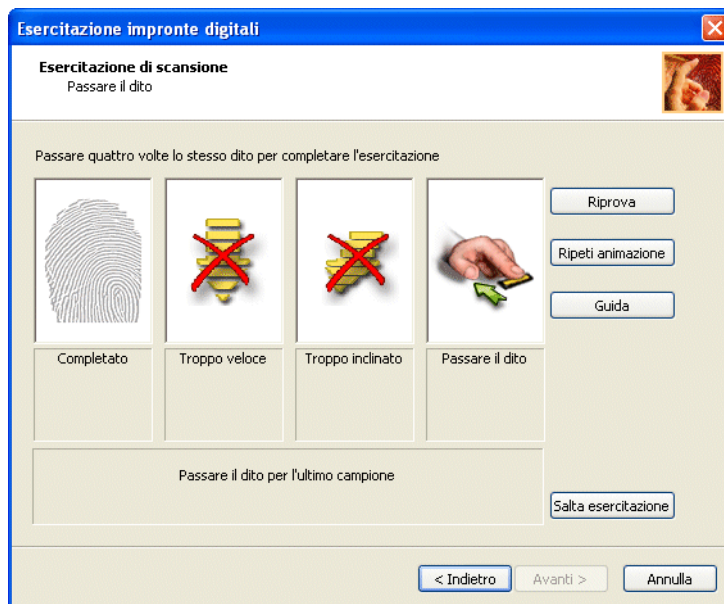 Esercitazione impronte digitali
Esercitazione di scansione
Passare il dito
Passare quattro volte lo stesso dito per completare l'esercitazione
Riprova
Ripeti animazione
Guida
Completato
Troppo veloce
Troppo inclinato
Passare il dito
Passare il dito per l'ultimo campione
Salta esercitazione
< Indietro
Avanti >
Annulla